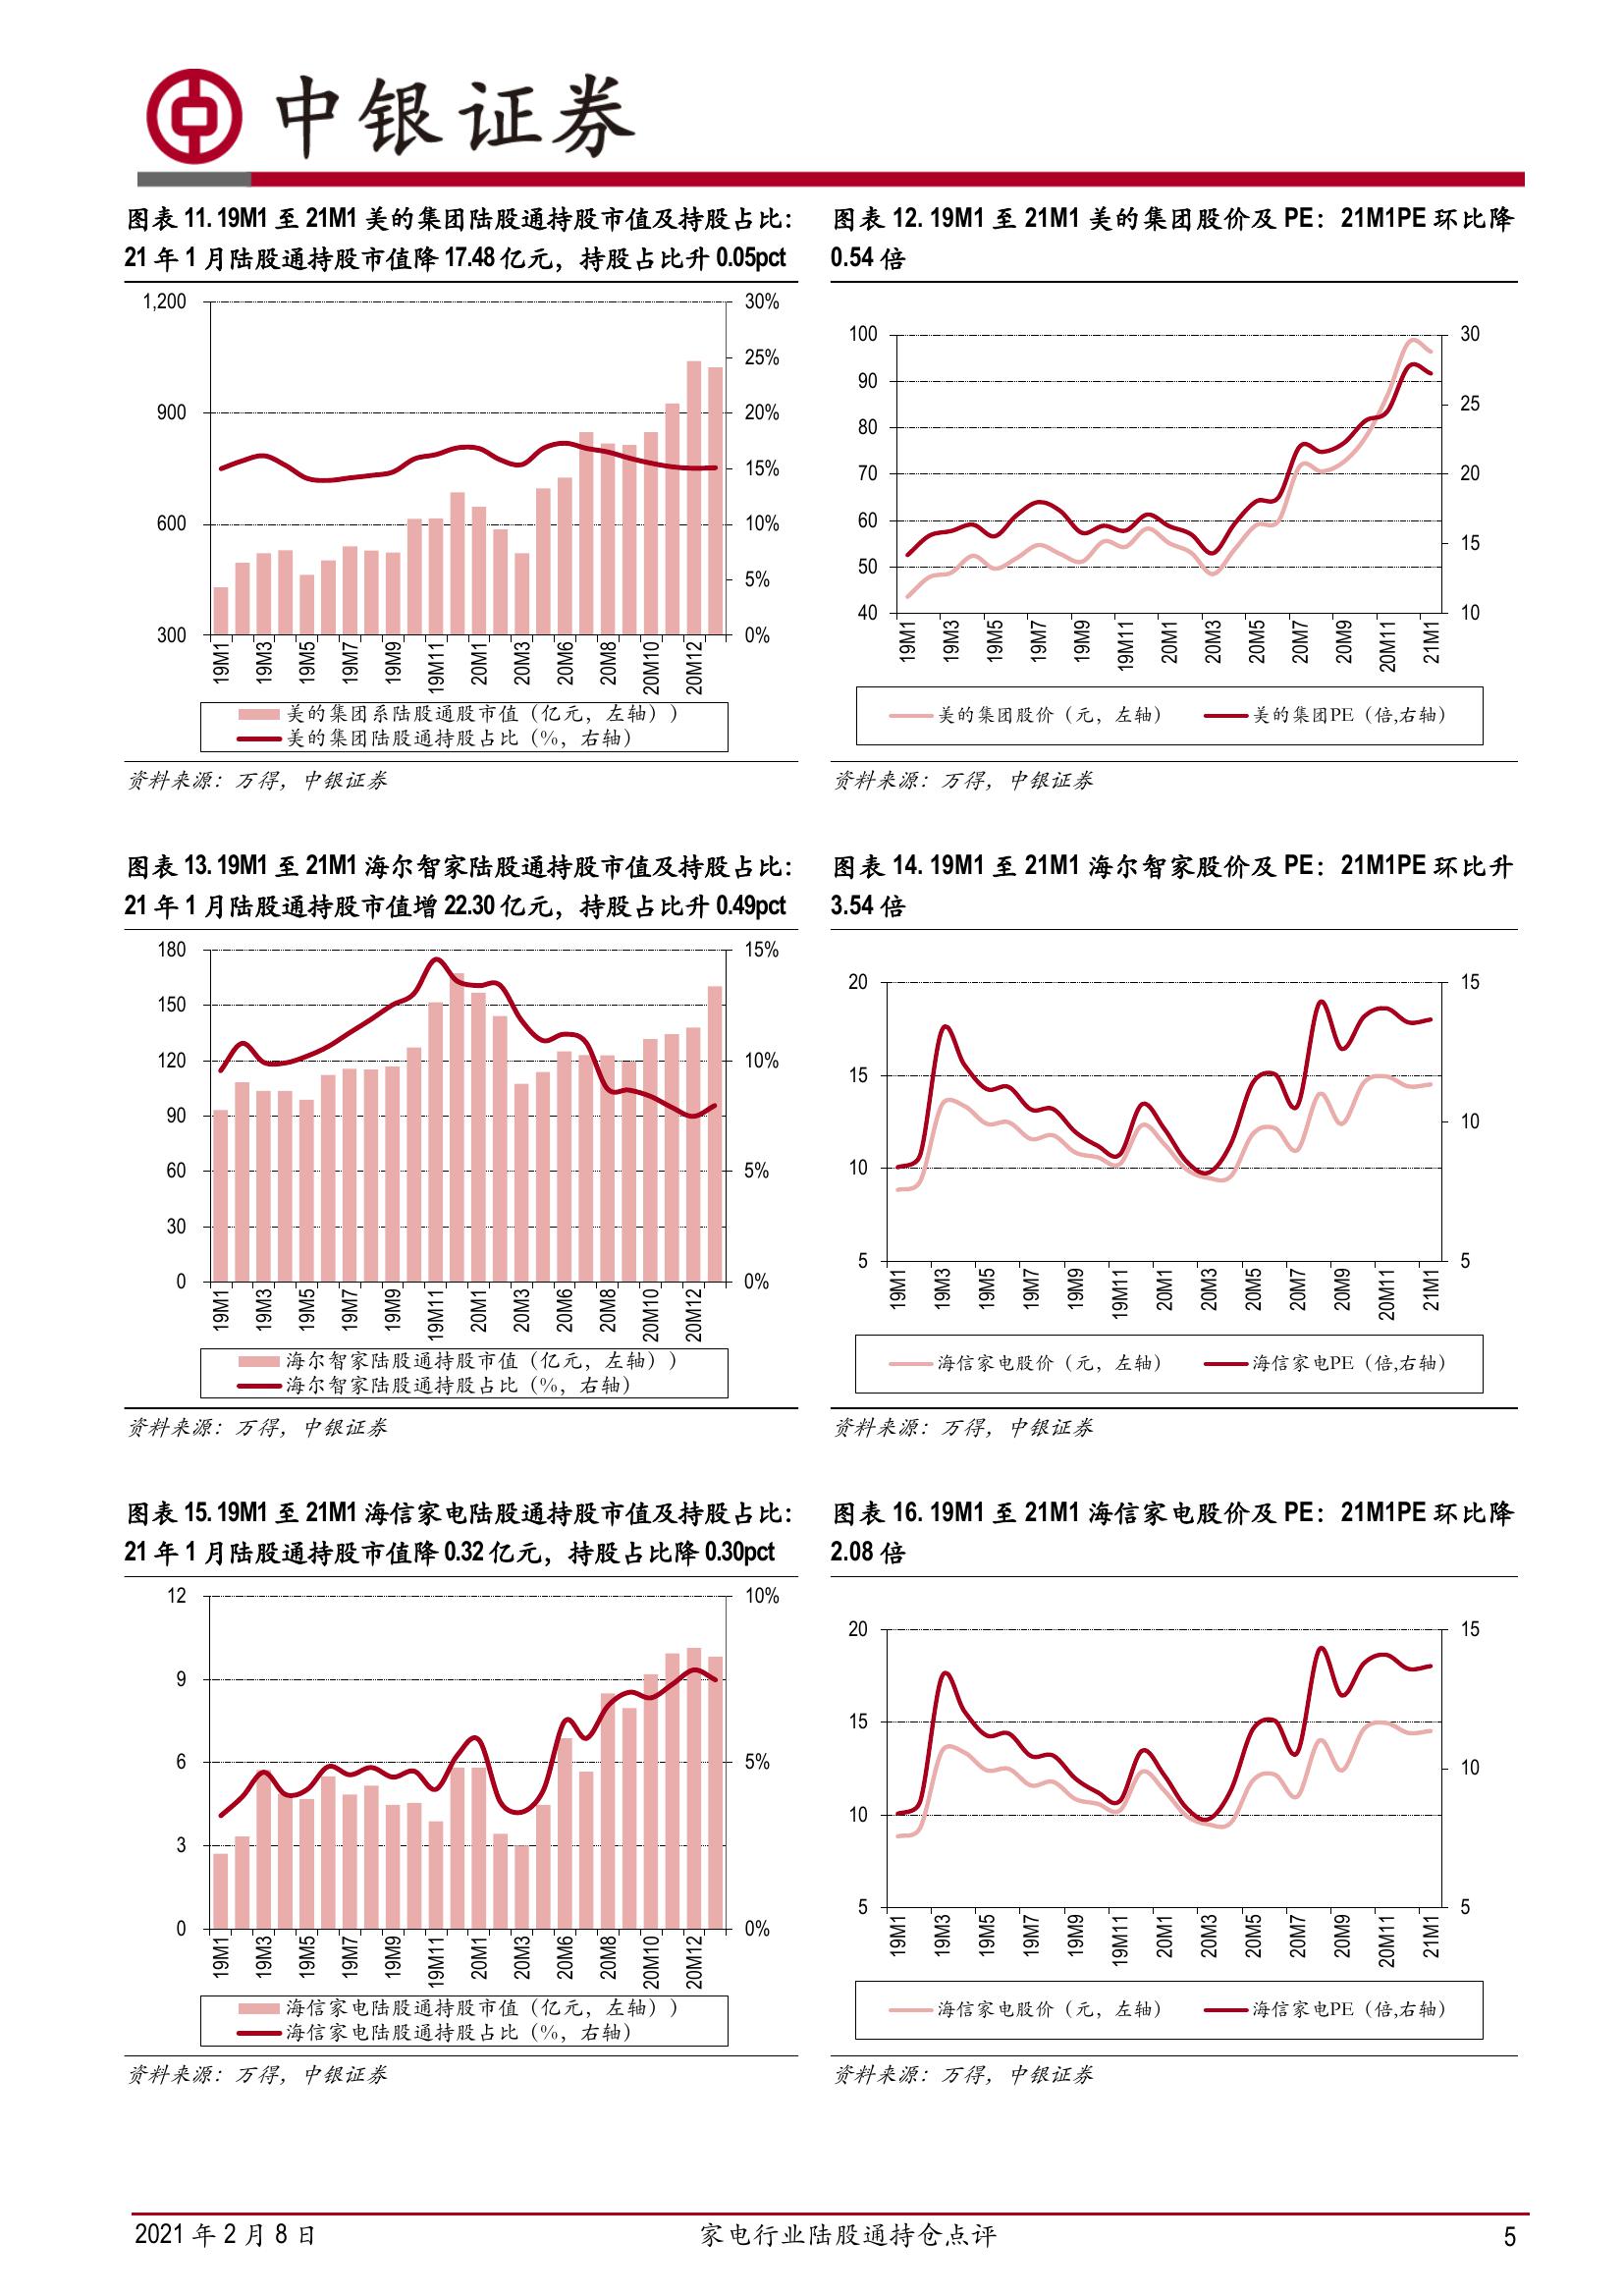 中银证券
图表 11. 19M1 至 21M1 美的集团陆股通持股市值及持股占比：
21 年 1 月陆股通持股市值降 17.48 亿元，持股占比升 0.05pct
1,200
900
600
300
30%
25%
20%
15%
10%
5%
0%
19M1
19M3
19M5
19M7
19M9
19M11
20M1
20M3
20M6
20M8
20M10
20M12
美的集团系陆股通股市值（亿元，左轴））
美的集团陆股通持股占比（%，右轴）
资料来源：万得，中银证券
图表 12. 19M1 至 21M1 美的集团股价及 PE：21M1PE 环比降
0.54 倍
100
90
80
70
60
50
40
30
25
20
15
10
19M1
19M3
19M5
19M7
19M9
19M11
20M1
20M3
20M5
20M7
20M9
20M11
21M1
美的集团股价（元，左轴） 美的集团PE（倍,右轴）
资料来源：万得，中银证券
图表 13. 19M1 至 21M1 海尔智家陆股通持股市值及持股占比：
21 年 1 月陆股通持股市值增 22.30 亿元，持股占比升 0.49pct
180
150
120
90
60
30
0
15%
10%
5%
0%
19M1
19M3
19M5
19M7
19M9
19M11
20M1
20M3
20M6
20M8
20M10
20M12
海尔智家陆股通持股市值（亿元，左轴））
海尔智家陆股通持股占比（%，右轴）
资料来源：万得，中银证券
图表 14. 19M1 至 21M1 海尔智家股价及 PE：21M1PE 环比升
3.54 倍
20
15
10
5
15
10
5
19M1
19M3
19M5
19M7
19M9
19M11
20M1
20M3
20M5
20M7
20M9
20M11
21M1
海信家电股价（元，左轴） 海信家电PE（倍,右轴）
资料来源：万得，中银证券
图表 15. 19M1 至 21M1 海信家电陆股通持股市值及持股占比：
21 年 1 月陆股通持股市值降 0.32 亿元，持股占比降 0.30pct
12
9
6
3
0
10%
5%
0%
19M1
19M3
19M5
19M7
19M9
19M11
20M1
20M3
20M6
20M8
20M10
20M12
海信家电陆股通持股市值（亿元，左轴））
海信家电陆股通持股占比（%，右轴）
资料来源：万得，中银证券
图表 16. 19M1 至 21M1 海信家电股价及 PE：21M1PE 环比降
2.08 倍
20
15
10
5
15
10
5
19M1
19M3
19M5
19M7
19M9
19M11
20M1
20M3
20M5
20M7
20M9
20M11
21M1
海信家电股价（元，左轴） 海信家电PE（倍,右轴）
资料来源：万得，中银证券
2021 年 2 月 8 日 家电行业陆股通持仓点评 5